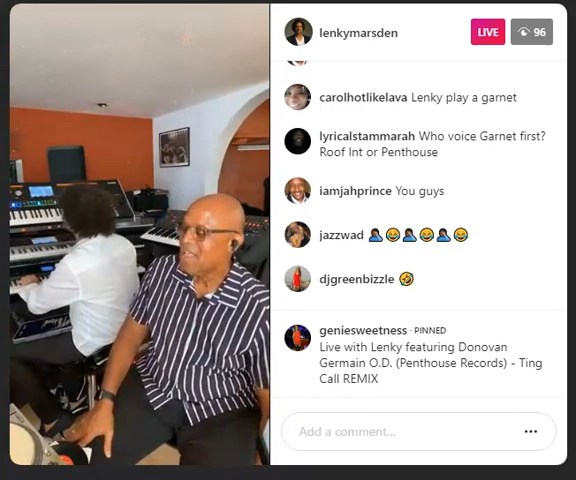 lenkymarsden
LIVE
96
carolhotlikelava Lenky play a garnet
lyricalstammarah Who voice Garnet first?
Roof Int or Penthouse
iamjahprince You guys
jazzwad 🤦🏿‍♂️😂🤦🏿‍♂️😂🤦🏿‍♂️😂
djgreenbizzle 🤣
geniesweetness · PINNED
Live with Lenky featuring Donovan
Germain O.D. (Penthouse Records) - Ting
Call REMIX
Add a comment...